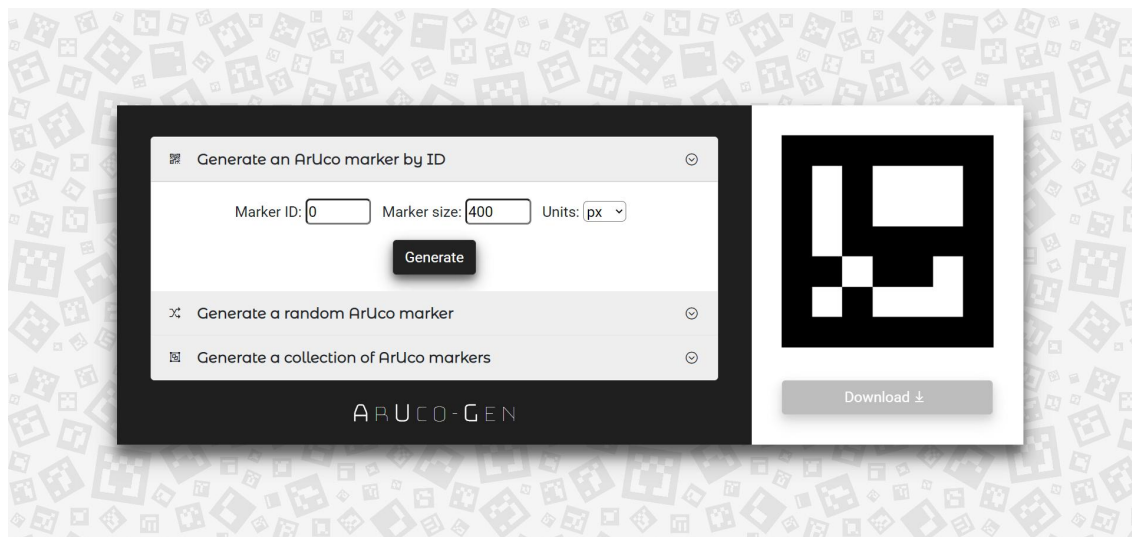 Generate an ArUco marker by ID
Marker ID: 0 Marker size: 400 Units: px
Generate
Generate a random ArUco marker
Generate a collection of ArUco markers
ARUCO-GEN
Download